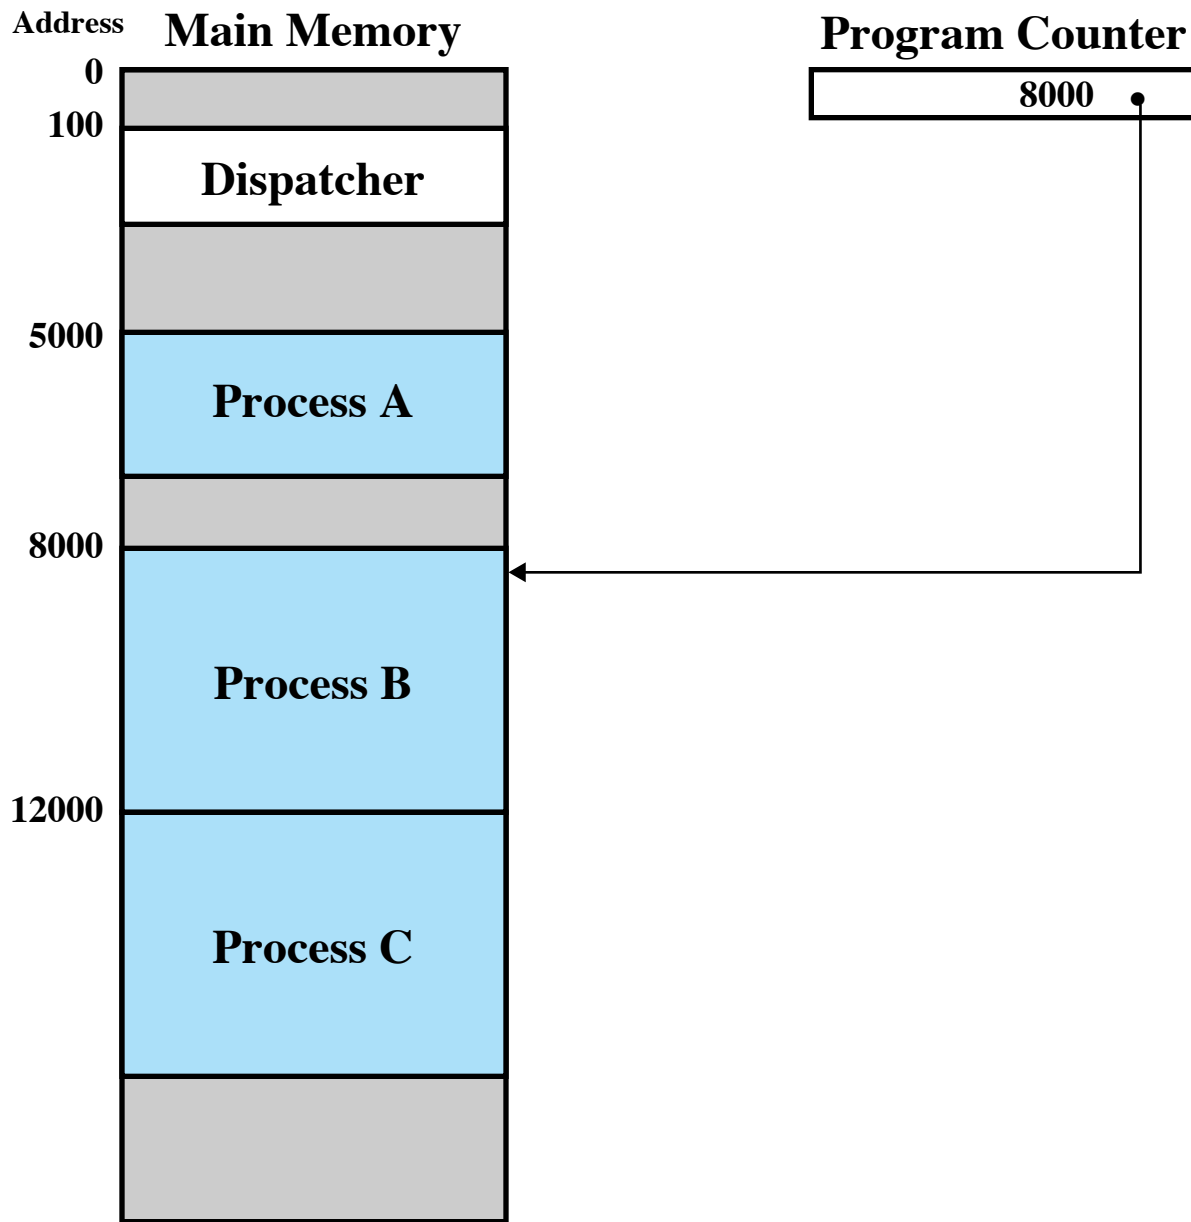 Address
Main Memory
Program Counter
0
8000
100
Dispatcher
5000
Process A
8000
Process B
12000
Process C